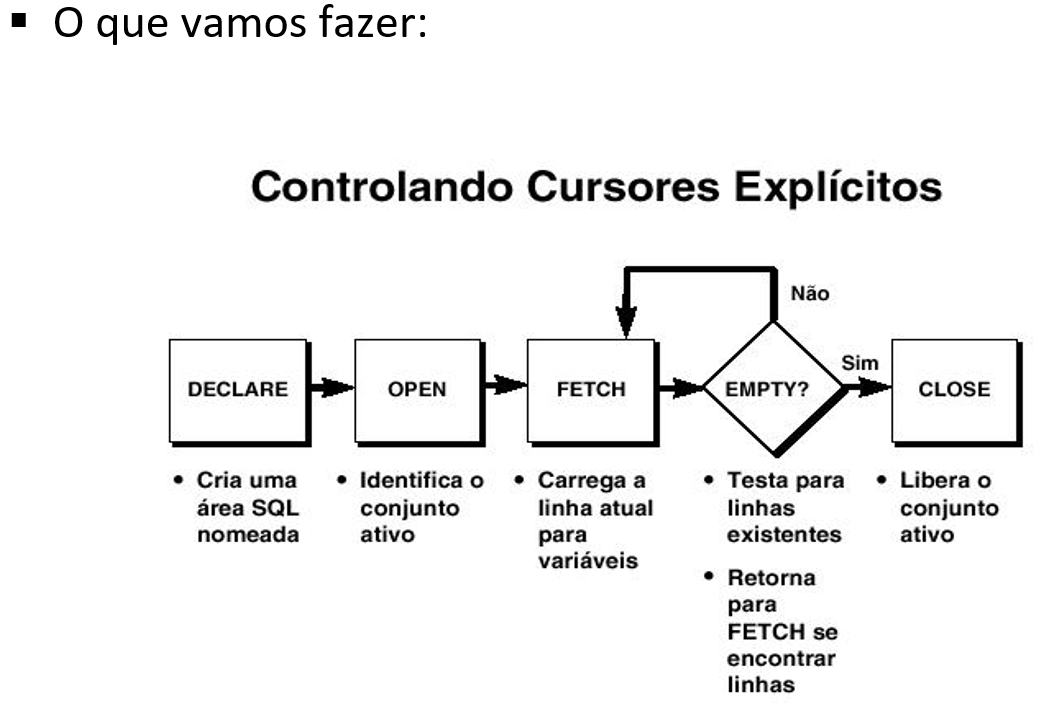 ▪ O que vamos fazer:
Controlando Cursores Explícitos
Não
Sim
DECLARE
OPEN
FETCH
EMPTY?
CLOSE
• Cria uma
área SQL
nomeada
• Identifica o
conjunto
ativo
• Carrega a
linha atual
para
variáveis
• Testa para
linhas
existentes
• Retorna
para
FETCH se
encontrar
linhas
• Libera o
conjunto
ativo